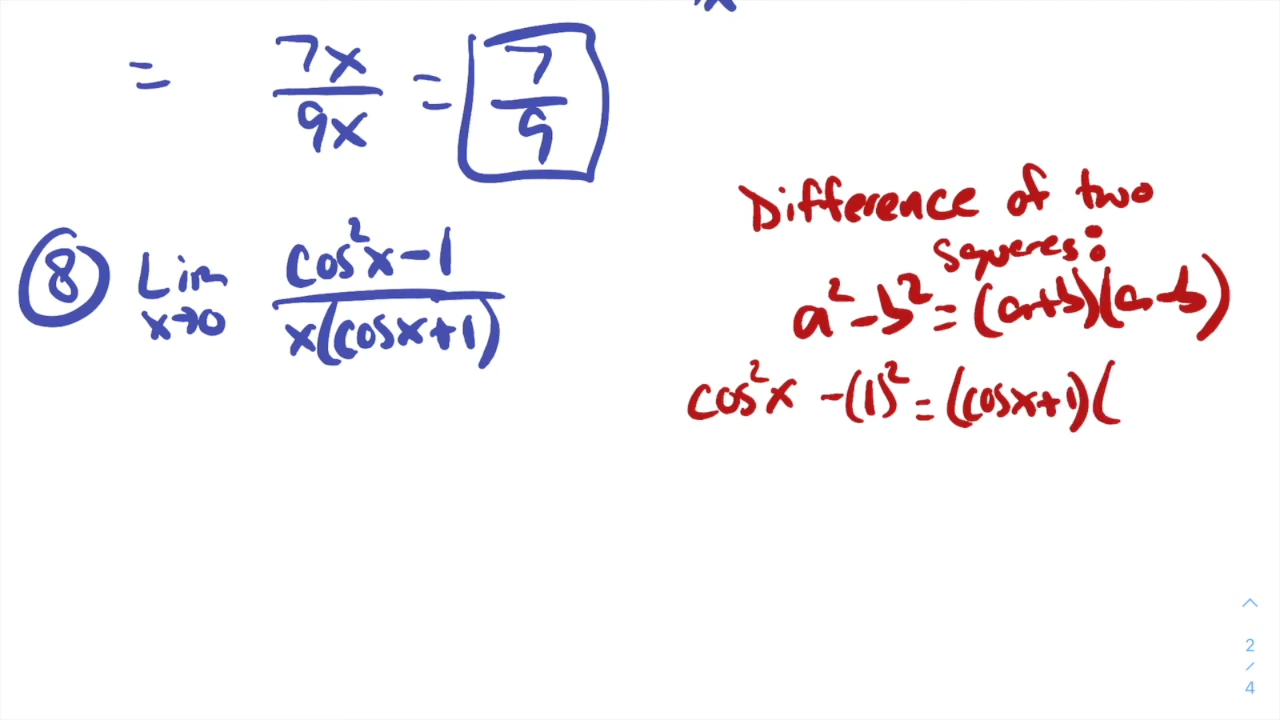 = 7x/9x = 7/9
Difference of two
squares:
⑧ Lim x→0 cos²x-1 / x(cosx+1)
a²-b² = (a+b)(a-b)
cos²x -(1)² = (cosx+1)(
2
/
4